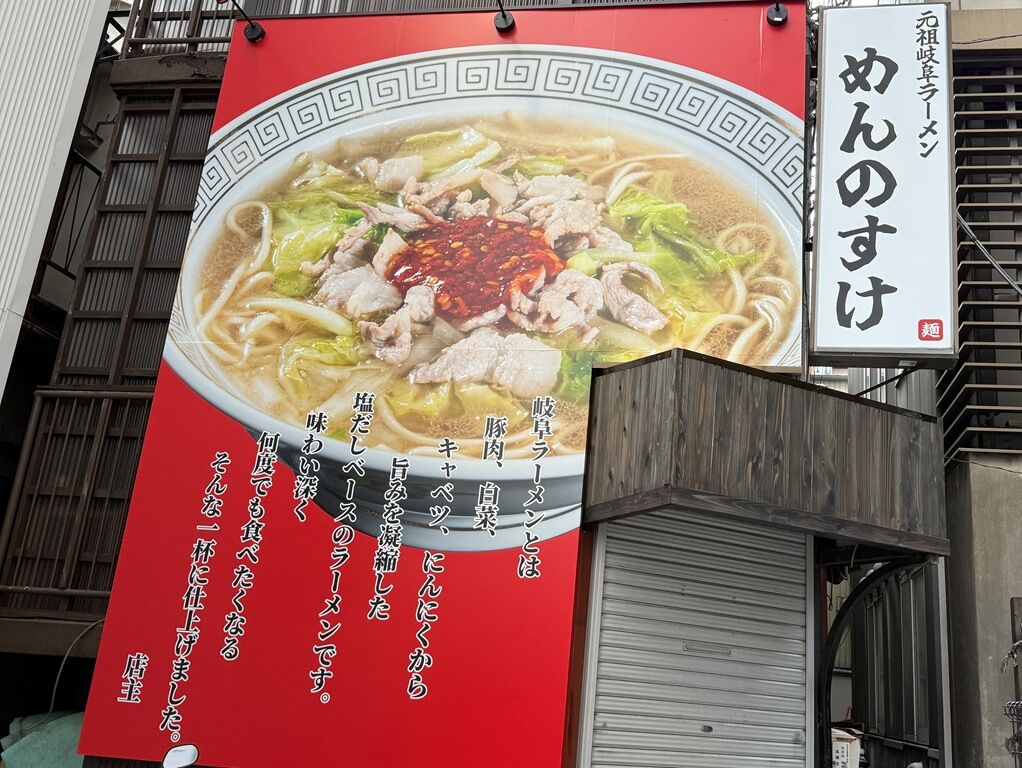 元祖岐阜ラーメン
めんのすけ
麺
岐阜ラーメンとは
豚肉、白菜、
キャベツ、にんにくから
旨みを凝縮した
塩だしベースのラーメンです。
味わい深く
何度でも食べたくなる
そんな一杯に仕上げました。
店主